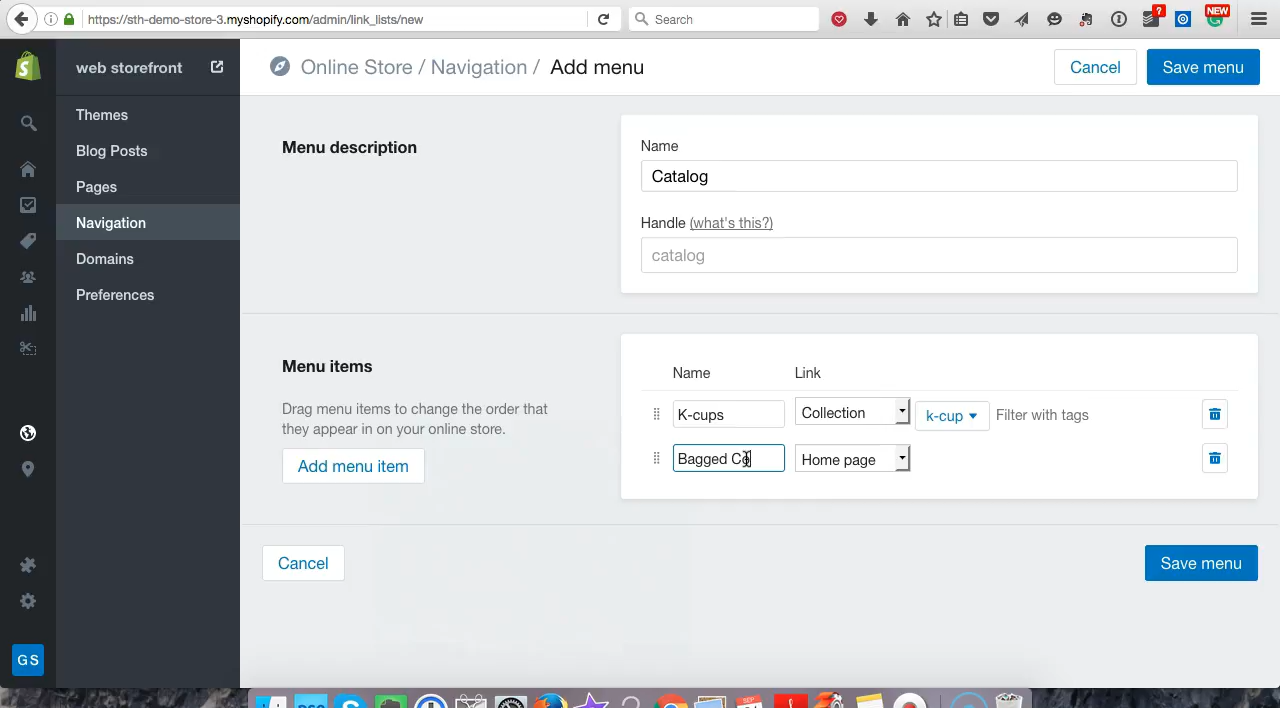 https://sth-demo-store-3.myshopify.com/admin/link_lists/new
Search
?
NEW
web storefront
Online Store / Navigation / Add menu
Cancel
Save menu
Themes
Blog Posts
Pages
Navigation
Domains
Preferences
Menu description
Name
Catalog
Handle (what's this?)
catalog
Menu items
Drag menu items to change the order that
they appear in on your online store.
Add menu item
Name Link
K-cups Collection k-cup Filter with tags
Bagged Co Home page
Cancel
Save menu
GS
SEP